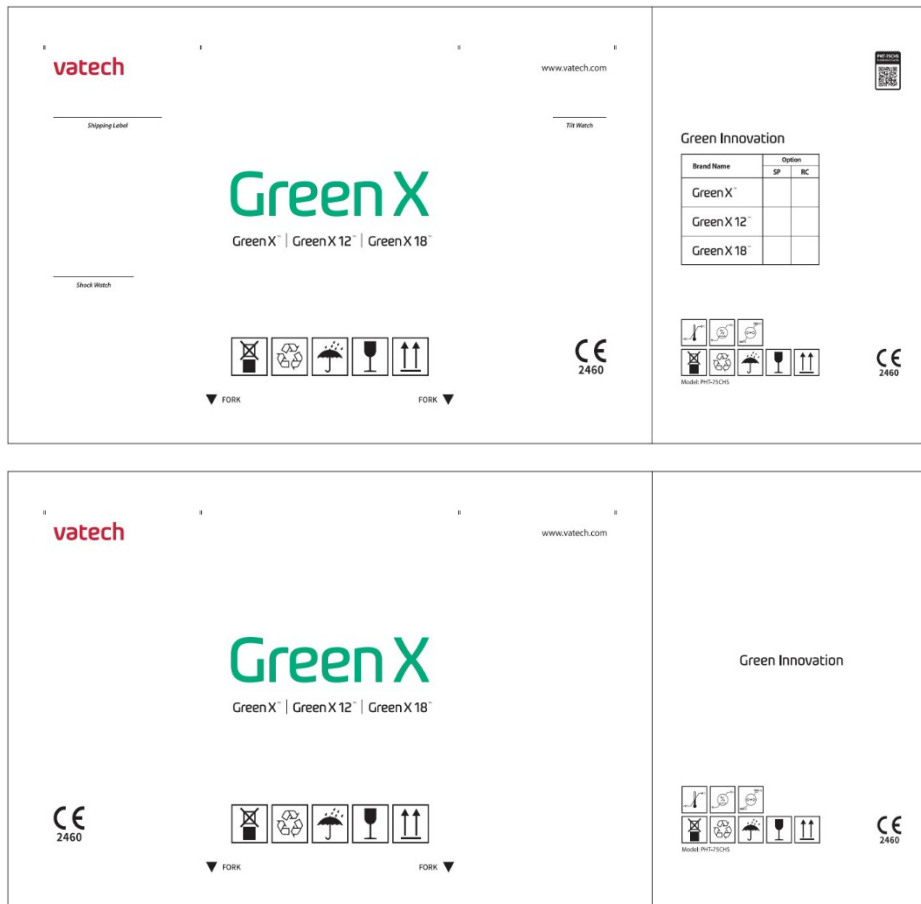 vatech
www.vatech.com
Shipping Label
Tilt Watch
Green X
Green X™ | Green X 12™ | Green X 18™
Shock Watch
CE
2460
FORK
FORK
PHT-75CHS
Green Innovation
Brand Name
Option
SP
RC
Green X™
Green X 12™
Green X 18™
Model: PHT-75CHS
CE
2460
vatech
www.vatech.com
Green X
Green X™ | Green X 12™ | Green X 18™
CE
2460
FORK
FORK
Green Innovation
Model: PHT-75CHS
CE
2460